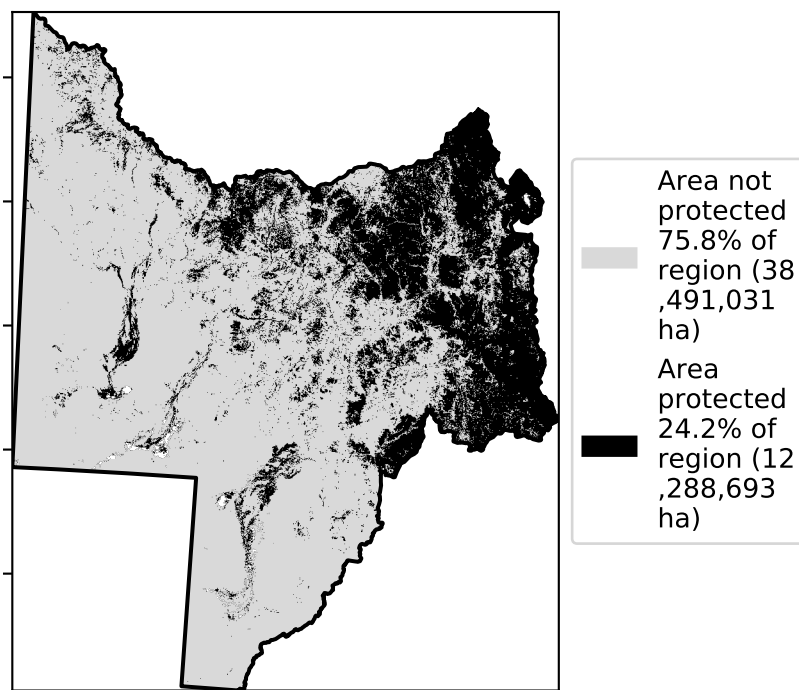 Area not
protected
75.8% of
region (38
,491,031
ha)
Area
protected
24.2% of
region (12
,288,693
ha)